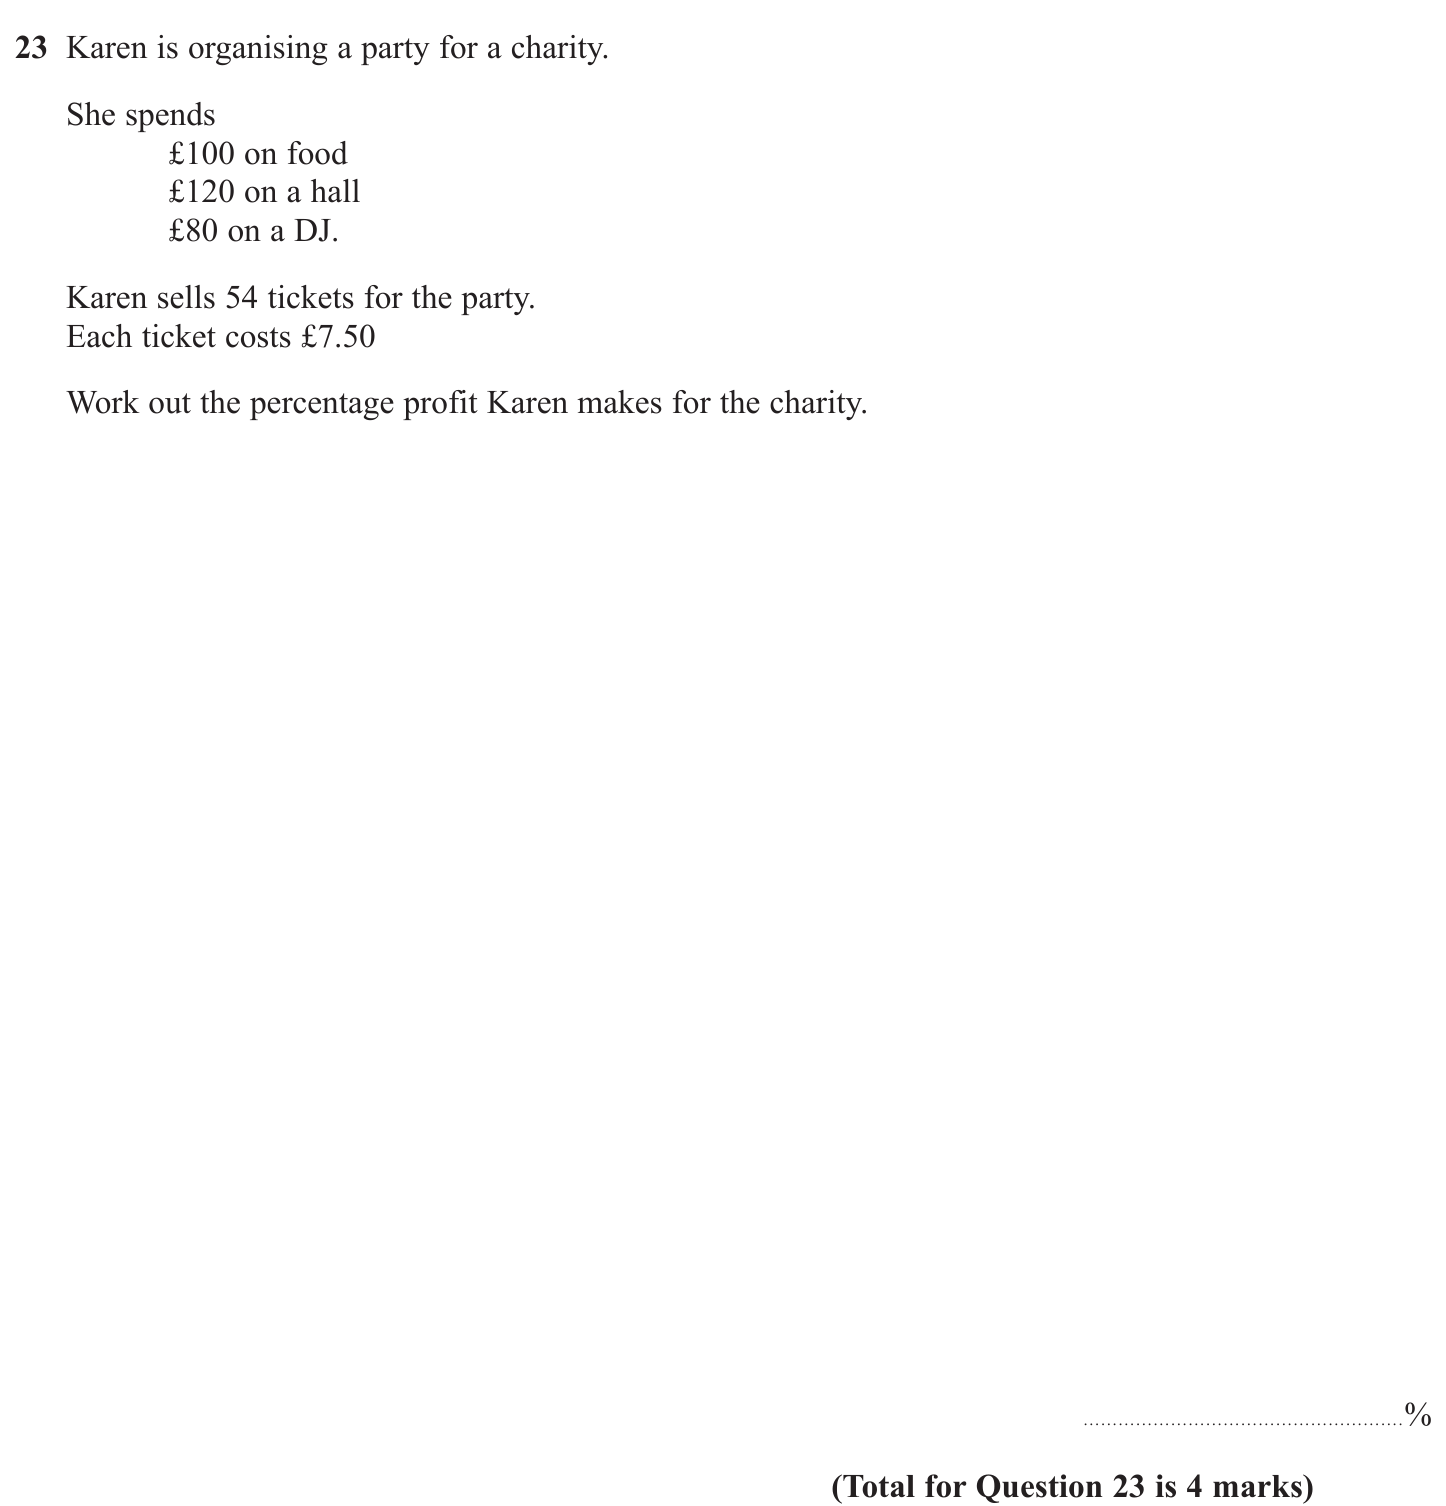 23 Karen is organising a party for a charity.
She spends
£100 on food
£120 on a hall
£80 on a DJ.
Karen sells 54 tickets for the party.
Each ticket costs £7.50
Work out the percentage profit Karen makes for the charity.
.......................................................%
(Total for Question 23 is 4 marks)